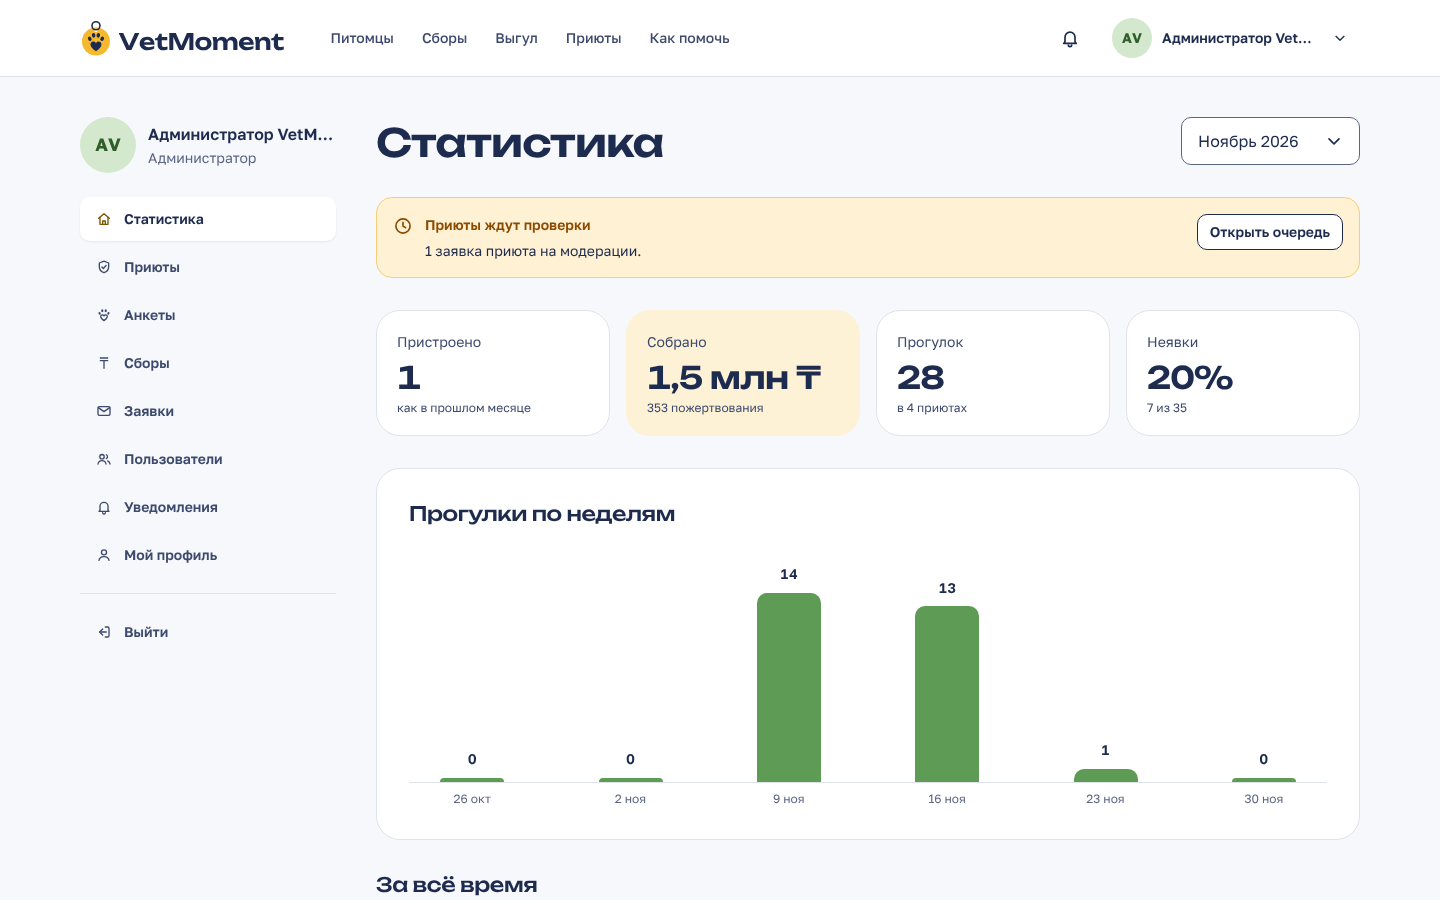 VetMoment
Питомцы
Сборы
Выгул
Приюты
Как помочь
AV
Администратор Vet...
AV
Администратор VetM...
Администратор
Статистика
Приюты
Анкеты
Сборы
Заявки
Пользователи
Уведомления
Мой профиль
Выйти
Статистика
Ноябрь 2026
Приюты ждут проверки
1 заявка приюта на модерации.
Открыть очередь
Пристроено
1
как в прошлом месяце
Собрано
1,5 млн ₸
353 пожертвования
Прогулок
28
в 4 приютах
Неявки
20%
7 из 35
Прогулки по неделям
0
0
14
13
1
0
26 окт
2 ноя
9 ноя
16 ноя
23 ноя
30 ноя
За всё время